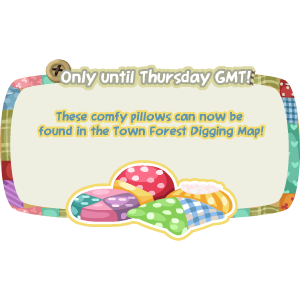 Only until Thursday GMT!
These comfy pillows can now be
found in the Town Forest Digging Map!